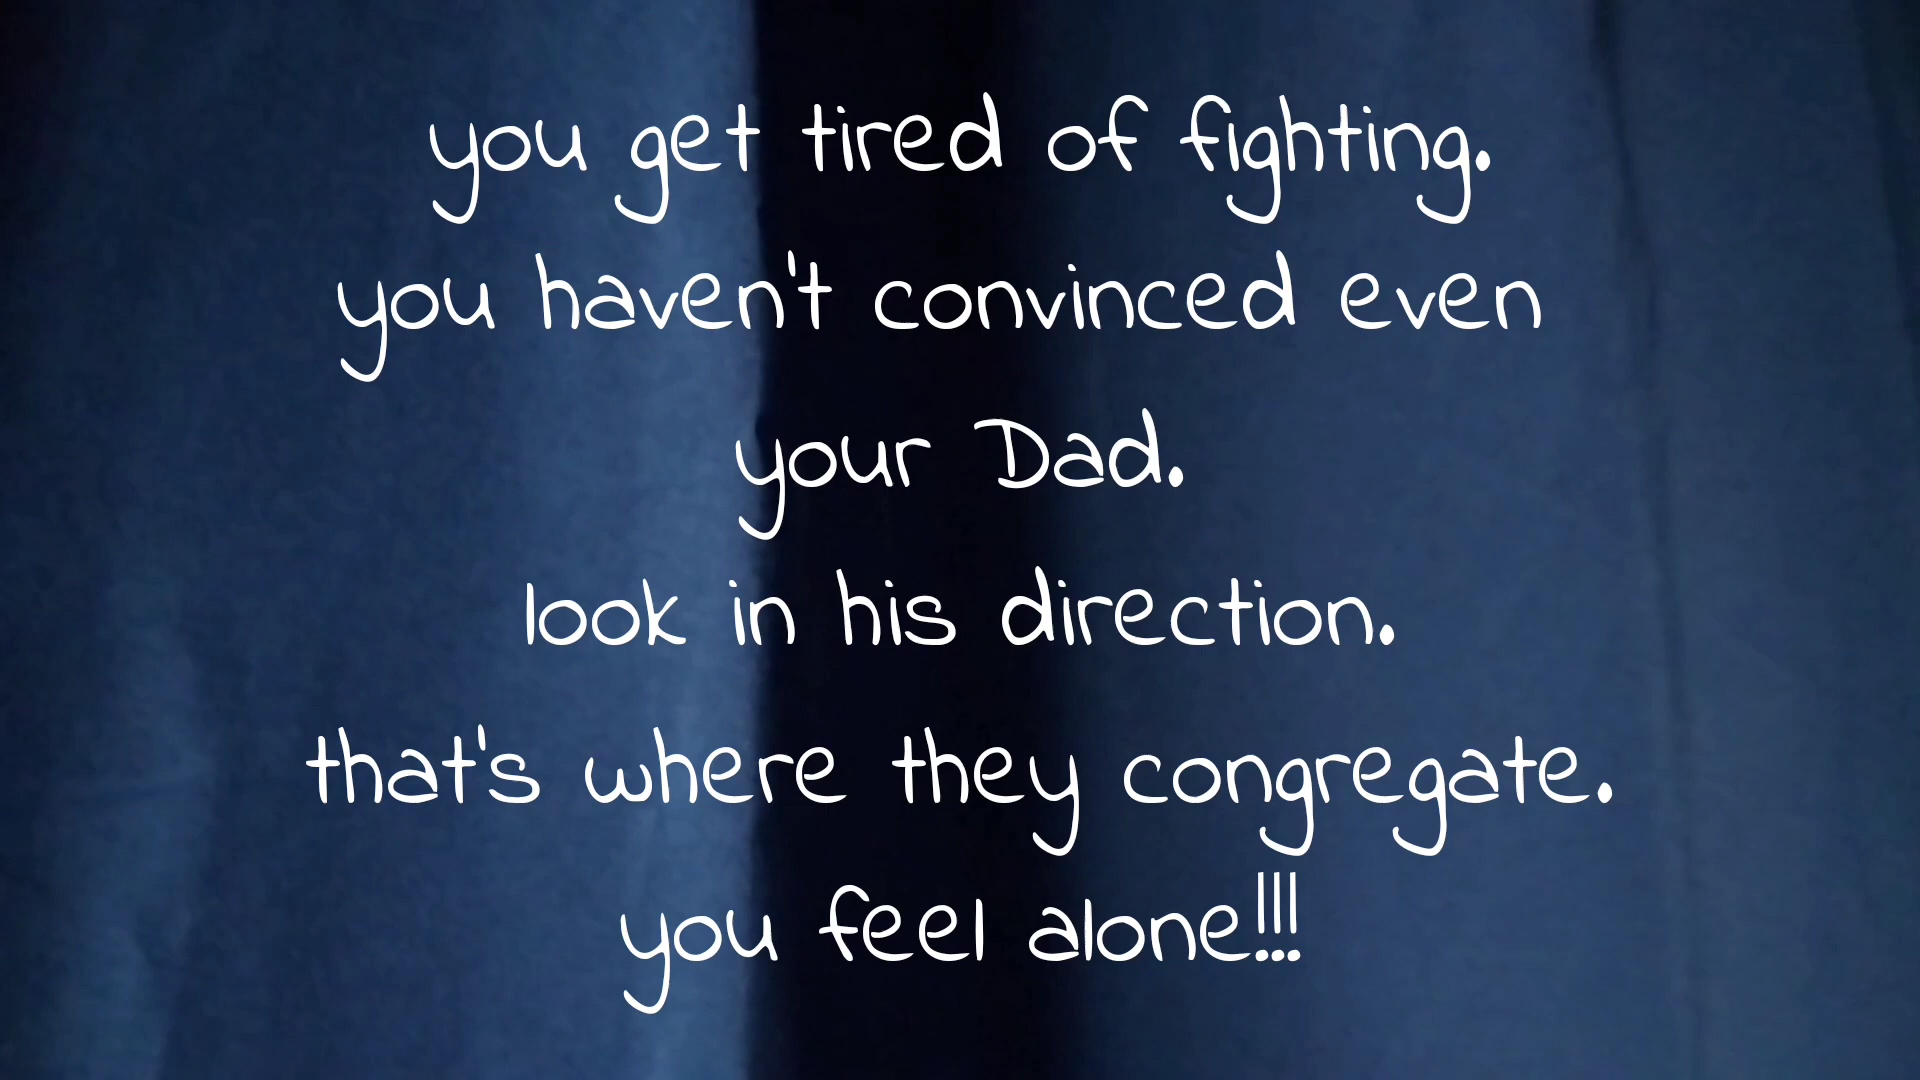 you get tired of fighting.
you haven't convinced even
your Dad.
look in his direction.
that's where they congregate.
you feel alone!!!